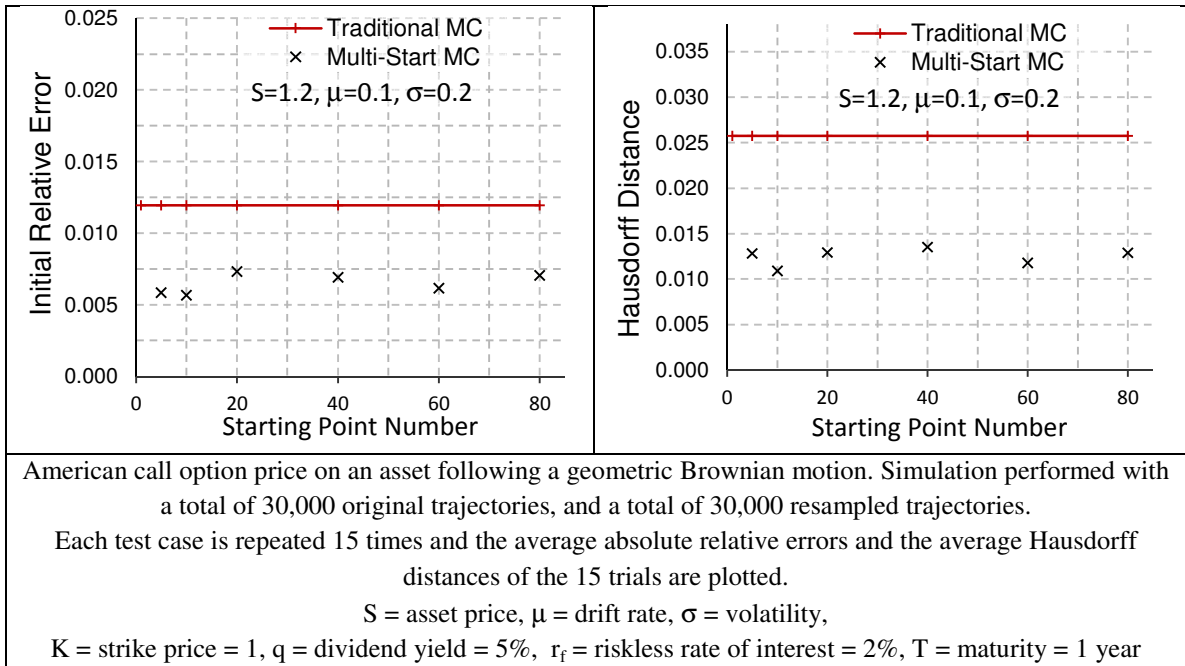 0.025
0.020
0.015
0.010
0.005
0.000
Initial Relative Error
Traditional MC
Multi-Start MC
S=1.2, μ=0.1, σ=0.2
0
20
40
60
80
Starting Point Number
0.035
0.030
0.025
0.020
0.015
0.010
0.005
0.000
Hausdorff Distance
Traditional MC
Multi-Start MC
S=1.2, μ=0.1, σ=0.2
0
20
40
60
80
Starting Point Number
American call option price on an asset following a geometric Brownian motion. Simulation performed with
a total of 30,000 original trajectories, and a total of 30,000 resampled trajectories.
Each test case is repeated 15 times and the average absolute relative errors and the average Hausdorff
distances of the 15 trials are plotted.
S = asset price, μ = drift rate, σ = volatility,
K = strike price = 1, q = dividend yield = 5%, r_f = riskless rate of interest = 2%, T = maturity = 1 year